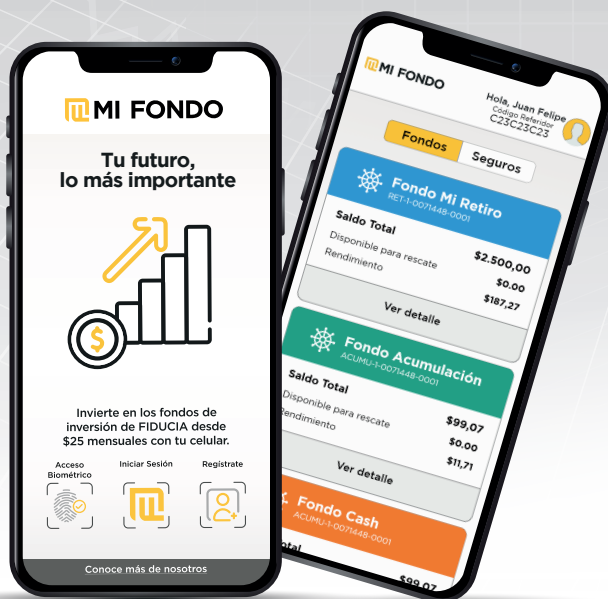 MI FONDO
Tu futuro,
lo más importante
Invierte en los fondos de
inversión de FIDUCIA desde
$25 mensuales con tu celular.
Acceso
Biométrico
Iniciar Sesión
Regístrate
Conoce más de nosotros
MI FONDO
Hola, Juan Felipe
Código Referidor
C23C23C23
Fondos
Seguros
Fondo Mi Retiro
RET-1-0071448-0001
Saldo Total
$2.500,00
Disponible para rescate
$0.00
Rendimiento
$187,27
Ver detalle
Fondo Acumulación
ACUMU-1-0071448-0001
Saldo Total
$99,07
Disponible para rescate
$0.00
Rendimiento
$11,71
Ver detalle
Fondo Cash
ACUMU-1-0071448-0001
$99,07